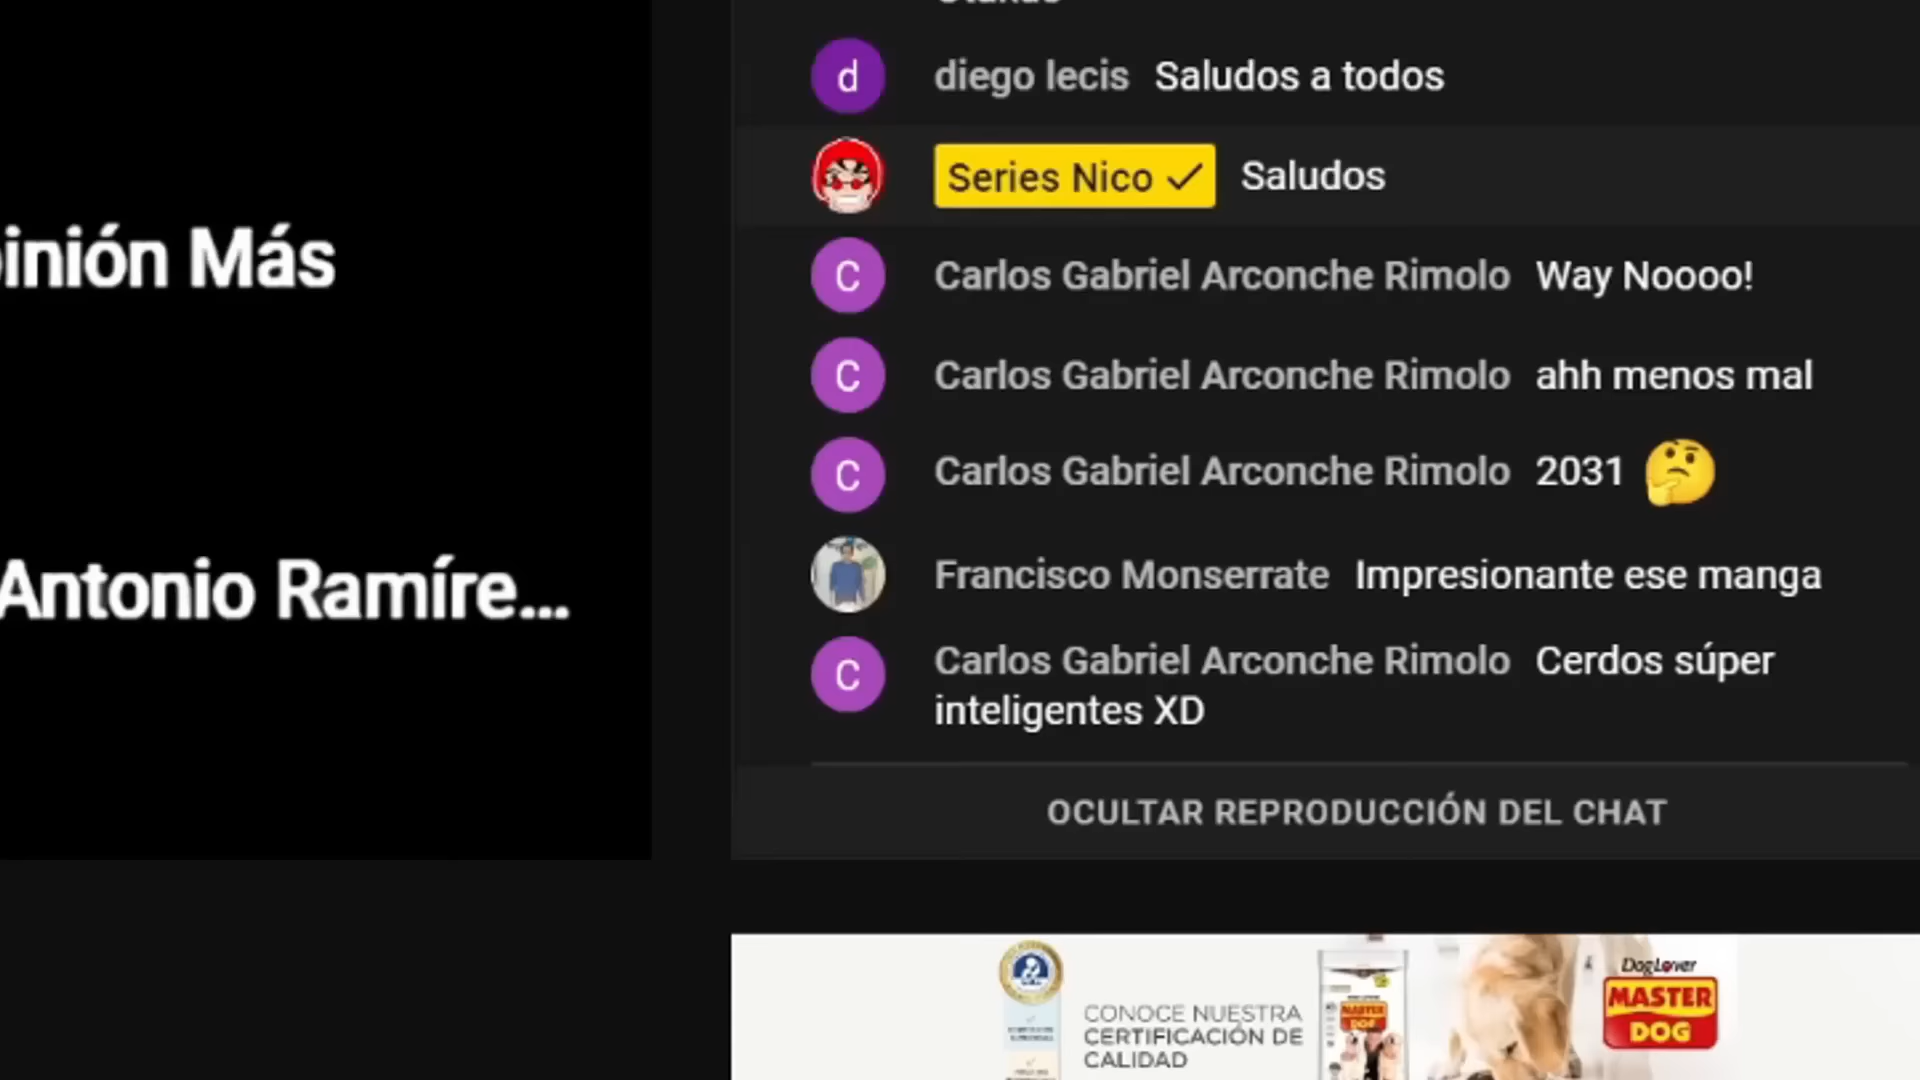 inión Más
Antonio Ramíre...
d diego lecis Saludos a todos
Series Nico ✓ Saludos
C Carlos Gabriel Arconche Rimolo Way Noooo!
C Carlos Gabriel Arconche Rimolo ahh menos mal
C Carlos Gabriel Arconche Rimolo 2031 🤔
Francisco Monserrate Impresionante ese manga
C Carlos Gabriel Arconche Rimolo Cerdos súper
inteligentes XD
OCULTAR REPRODUCCIÓN DEL CHAT
CONOCE NUESTRA
CERTIFICACIÓN DE
CALIDAD
MASTER
DOG
DogLover
MASTER
DOG